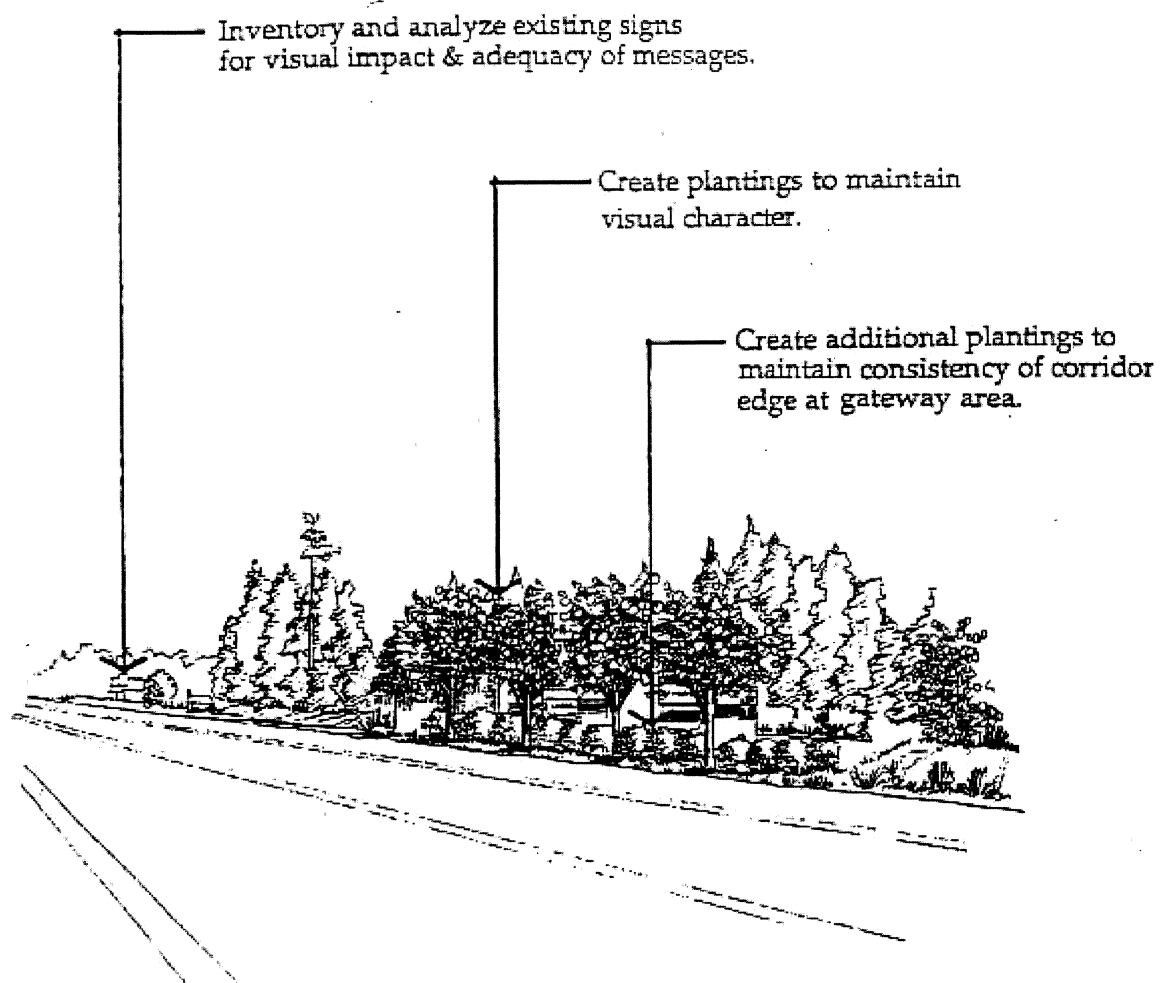 Inventory and analyze existing signs
for visual impact & adequacy of messages.
Create plantings to maintain
visual character.
Create additional plantings to
maintain consistency of corridor
edge at gateway area.